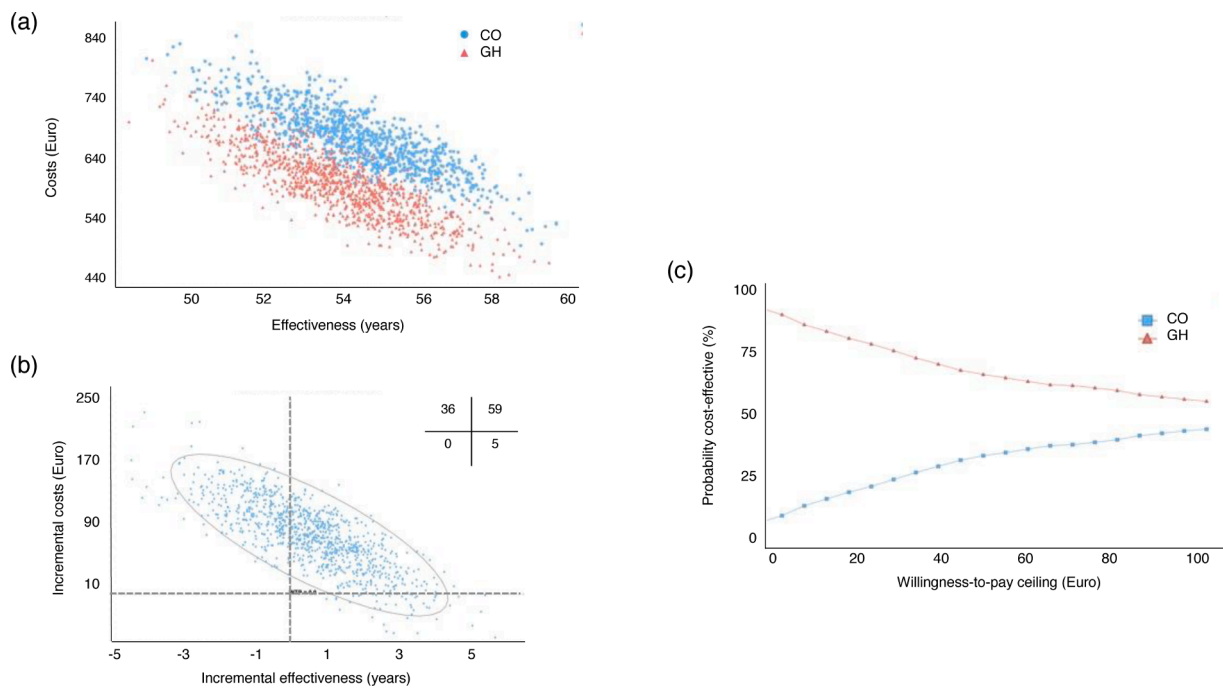 (a)
CO
GH
840
740
640
540
440
Costs (Euro)
50 52 54 56 58 60
Effectiveness (years)
(b)
250
170
90
10
Incremental costs (Euro)
36 59
0 5
-5 -3 -1 1 3 5
Incremental effectiveness (years)
(c)
100
75
50
25
0
Probability cost-effective (%)
CO
GH
0 20 40 60 80 100
Willingness-to-pay ceiling (Euro)